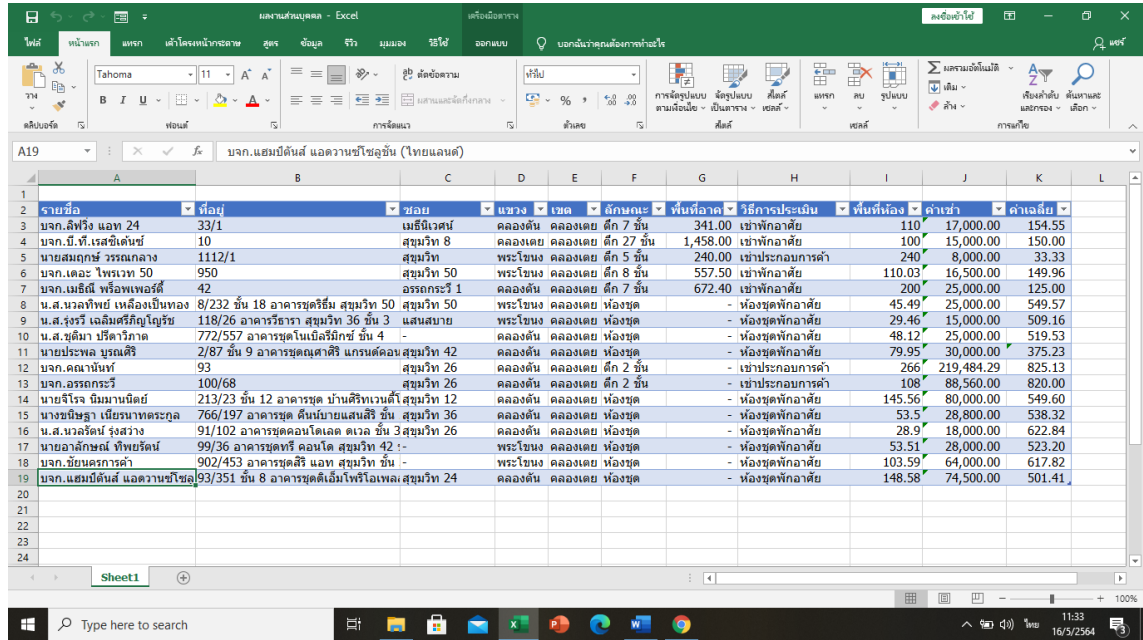 ผลงานส่วนบุคคล - Excel
เครื่องมือตาราง
ลงชื่อเข้าใช้
ไฟล์ หน้าแรก แทรก เค้าโครงหน้ากระดาษ สูตร ข้อมูล รีวิว มุมมอง วิธีใช้ ออกแบบ บอกฉันว่าคุณต้องการทำอะไร แชร์
วาง Tahoma 11 ตัดข้อความ ทั่วไป
B I U ผสานและจัดกึ่งกลาง % การจัดรูปแบบตามเงื่อนไข จัดรูปแบบเป็นตาราง สไตล์เซลล์ แทรก ลบ รูปแบบ
ผลรวมอัตโนมัติ เติม ล้าง เรียงลำดับและกรอง ค้นหาและเลือก
คลิปบอร์ด ฟอนต์ การจัดแนว ตัวเลข สไตล์ เซลล์ การแก้ไข
A19 fx บจก.แฮมป์ตันส์ แอดวานซ์โซลูชั่น (ไทยแลนด์)
A B C D E F G H I J K L
1
2 รายชื่อ ที่อยู่ ซอย แขวง เขต ลักษณะ พื้นที่อาคา วิธีการประเมิน พื้นที่ห้อง ค่าเช่า ค่าเฉลี่ย
3 บจก.ลิฟวิ่ง แอท 24 33/1 เมธีนิเวศน์ คลองตัน คลองเตย ตึก 7 ชั้น 341.00 เช่าพักอาศัย 110 17,000.00 154.55
4 บจก.บี.ที.เรสซิเด้นซ์ 10 สุขุมวิท 8 คลองเตย คลองเตย ตึก 27 ชั้น 1,458.00 เช่าพักอาศัย 100 15,000.00 150.00
5 นายสมฤกษ์ วรรณกลาง 1112/1 สุขุมวิท พระโขนง คลองเตย ตึก 5 ชั้น 240.00 เช่าประกอบการค้า 240 8,000.00 33.33
6 บจก.เดอะ ไพรเวท 50 950 สุขุมวิท 50 พระโขนง คลองเตย ตึก 8 ชั้น 557.50 เช่าพักอาศัย 110.03 16,500.00 149.96
7 บจก.เมธิณี พร็อพเพอร์ตี้ 42 อรรถกระวี 1 คลองตัน คลองเตย ตึก 7 ชั้น 672.40 เช่าพักอาศัย 200 25,000.00 125.00
8 น.ส.นวลทิพย์ เหลืองเป็นทอง 8/232 ชั้น 18 อาคารชุดริธึ่ม สุขุมวิท 50 สุขุมวิท 50 พระโขนง คลองเตย ห้องชุด - ห้องชุดพักอาศัย 45.49 25,000.00 549.57
9 น.ส.รุ่งรวี เฉลิมศรีภิญโญรัช 118/26 อาคารวีธารา สุขุมวิท 36 ชั้น 3 แสนสบาย พระโขนง คลองเตย ห้องชุด - ห้องชุดพักอาศัย 29.46 15,000.00 509.16
10 น.ส.ชุติมา ปรีดาวิภาต 772/557 อาคารชุดโนเบิลรีมิกซ์ ชั้น 4 - คลองตัน คลองเตย ห้องชุด - ห้องชุดพักอาศัย 48.12 25,000.00 519.53
11 นายประพล บูรณศิริ 2/87 ชั้น 9 อาคารชุดศุภาศิริ แกรนด์คอน สุขุมวิท 42 พระโขนง คลองเตย ห้องชุด - ห้องชุดพักอาศัย 79.95 30,000.00 375.23
12 บจก.คณานันท์ 93 สุขุมวิท 26 คลองตัน คลองเตย ตึก 2 ชั้น - เช่าประกอบการค้า 266 219,484.29 825.13
13 บจก.อรรถกระวี 100/68 สุขุมวิท 26 คลองตัน คลองเตย ตึก 2 ชั้น - เช่าประกอบการค้า 108 88,560.00 820.00
14 นายจิโรจ นิมมานนิตย์ 213/23 ชั้น 12 อาคารชุด บ้านศิริทเวนตี้โ สุขุมวิท 12 คลองตัน คลองเตย ห้องชุด - ห้องชุดพักอาศัย 145.56 80,000.00 549.60
15 นางขนิษฐา เนียรนาทตระกูล 766/197 อาคารชุด คีนน์บายแสนสิริ ชั้น สุขุมวิท 36 คลองตัน คลองเตย ห้องชุด - ห้องชุดพักอาศัย 53.5 28,800.00 538.32
16 น.ส.นวลรัตน์ รุ่งสว่าง 91/102 อาคารชุดคอนโดเลต ดเวล ชั้น 3 สุขุมวิท 26 คลองตัน คลองเตย ห้องชุด - ห้องชุดพักอาศัย 28.9 18,000.00 622.84
17 นายอาลักษณ์ ทิพยรัตน์ 99/36 อาคารชุดทรี คอนโด สุขุมวิท 42 - พระโขนง คลองเตย ห้องชุด - ห้องชุดพักอาศัย 53.51 28,000.00 523.20
18 บจก.ชัยนครการค้า 902/453 อาคารชุดสิริ แอท สุขุมวิท ชั้น - พระโขนง คลองเตย ห้องชุด - ห้องชุดพักอาศัย 103.59 64,000.00 617.82
19 บจก.แฮมป์ตันส์ แอดวานซ์โซลู 93/351 ชั้น 8 อาคารชุดดิเอ็มโพริโอเพลส สุขุมวิท 24 คลองตัน คลองเตย ห้องชุด - ห้องชุดพักอาศัย 148.58 74,500.00 501.41
20
21
22
23
24
Sheet1
100%
Type here to search
ไทย 11:33
16/5/2564
3